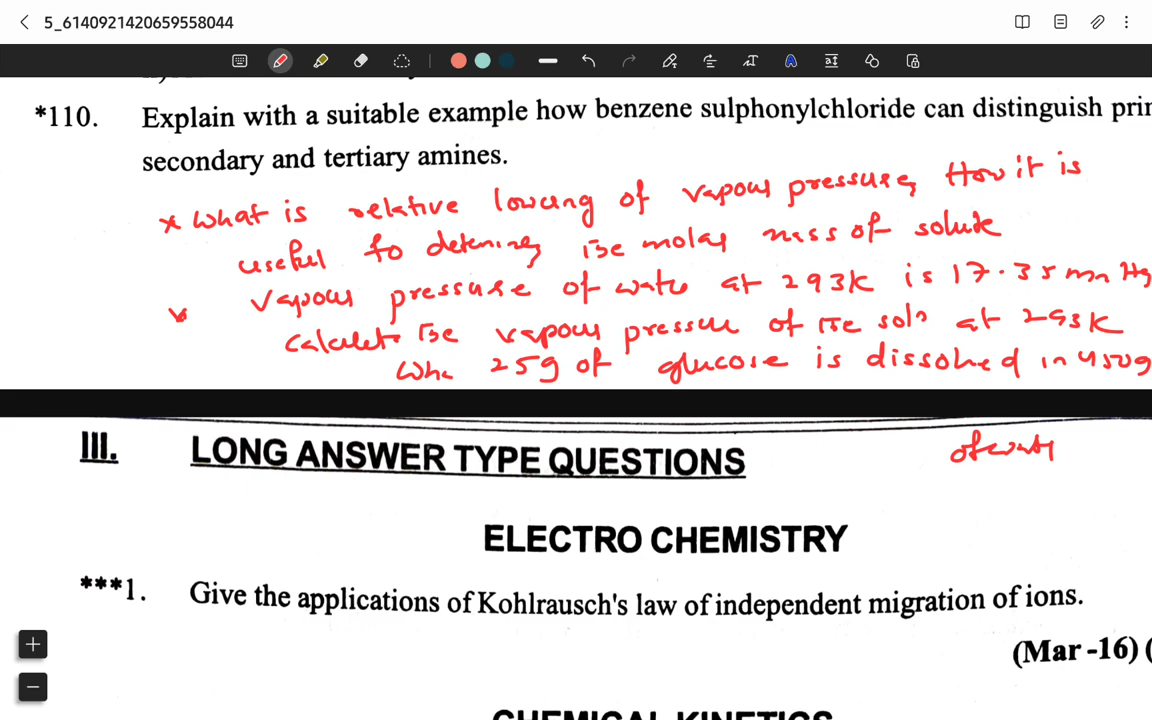 5_6140921420659558044
*110. Explain with a suitable example how benzene sulphonylchloride can distinguish prin
secondary and tertiary amines.
* What is relative lowering of vapour pressure, How it is
useful to the molar mass of solute
* Vapour pressure of water at 293K is 17.35 mm Hg
calculate the vapour pressure of the soln at 293K
When 25g of glucose is dissolved in 450g
of water
III. LONG ANSWER TYPE QUESTIONS
ELECTRO CHEMISTRY
***1. Give the applications of Kohlrausch's law of independent migration of ions.
(Mar -16) (
CHEMICAL KINETICS